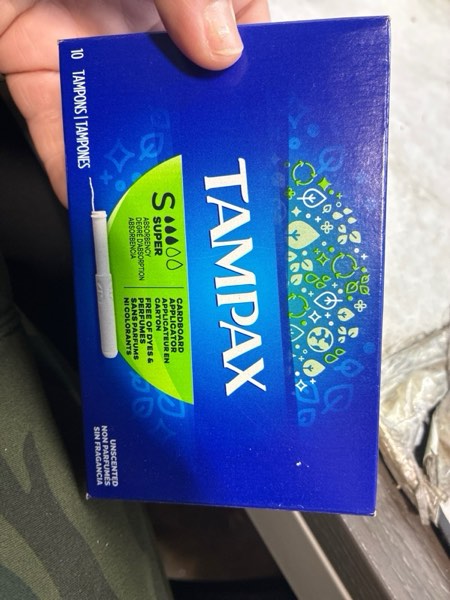 TAMPAX
S
SUPER
ABSORBENCY
DEGRÉ D'ABSORPTION
ABSORBENCIA
CARDBOARD
APPLICATOR
APPLICATEUR EN
CARTON
FREE OF DYES &
PERFUMES
SANS PARFUMS
NI COLORANTS
10 TAMPONS | TAMPONES
UNSCENTED
NON PARFUMÉS
SIN FRAGANCIA